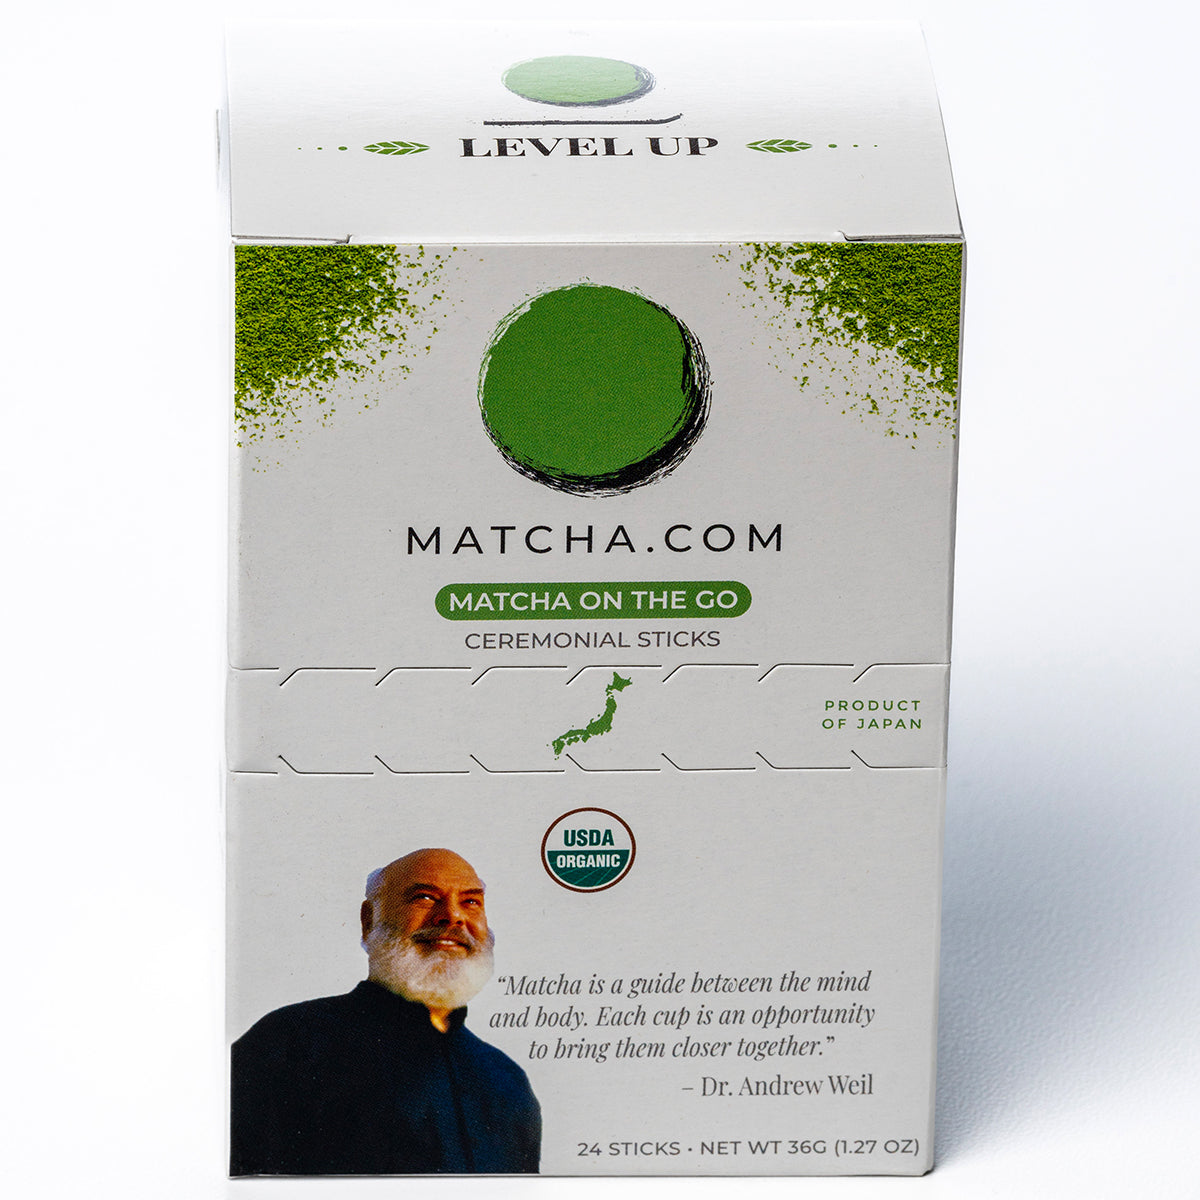 LEVEL UP
MATCHA.COM
MATCHA ON THE GO
CEREMONIAL STICKS
PRODUCT
OF JAPAN
USDA
ORGANIC
“Matcha is a guide between the mind
and body. Each cup is an opportunity
to bring them closer together.”
– Dr. Andrew Weil
24 STICKS • NET WT 36G (1.27 OZ)